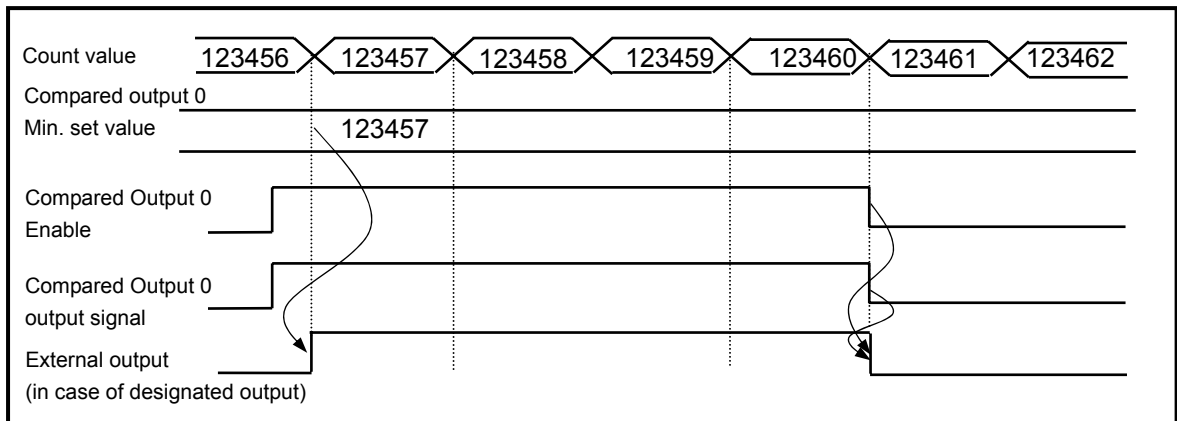 Count value 123456 123457 123458 123459 123460 123461 123462
Compared output 0
Min. set value 123457
Compared Output 0
Enable
Compared Output 0
output signal
External output
(in case of designated output)